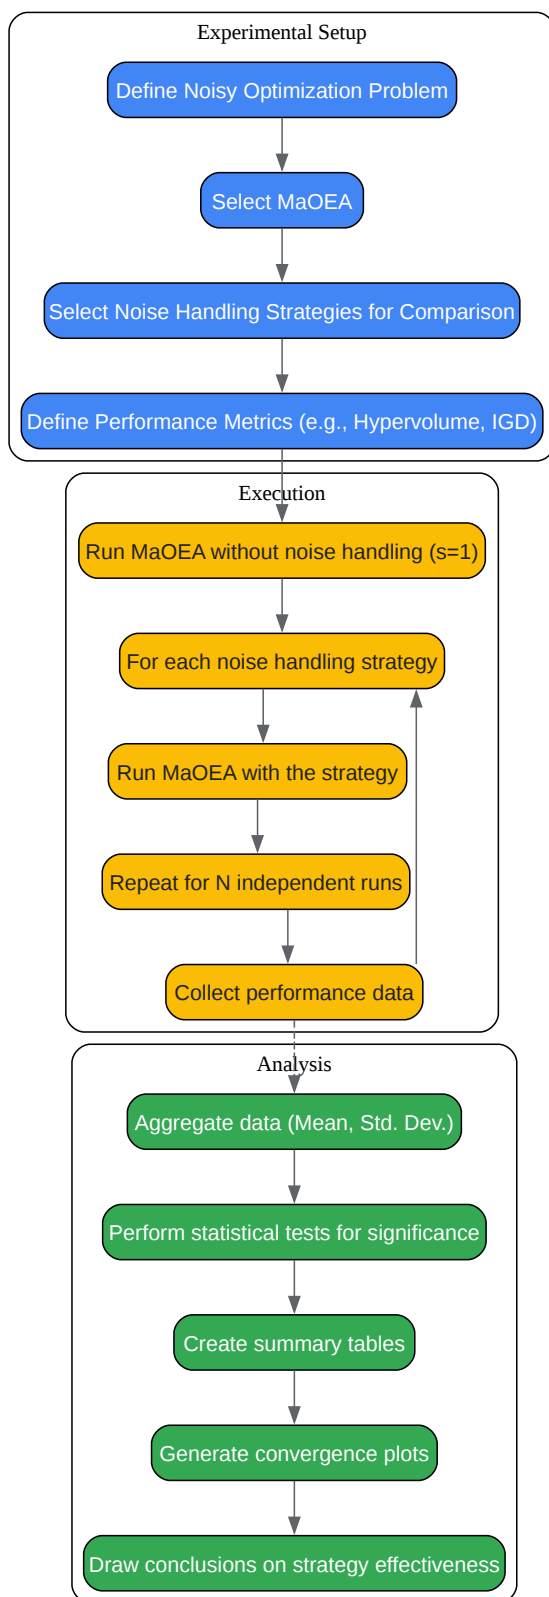 Experimental Setup
Define Noisy Optimization Problem
Select MaOEA
Select Noise Handling Strategies for Comparison
Define Performance Metrics (e.g., Hypervolume, IGD)
Execution
Run MaOEA without noise handling (s=1)
For each noise handling strategy
Run MaOEA with the strategy
Repeat for N independent runs
Collect performance data
Analysis
Aggregate data (Mean, Std. Dev.)
Perform statistical tests for significance
Create summary tables
Generate convergence plots
Draw conclusions on strategy effectiveness